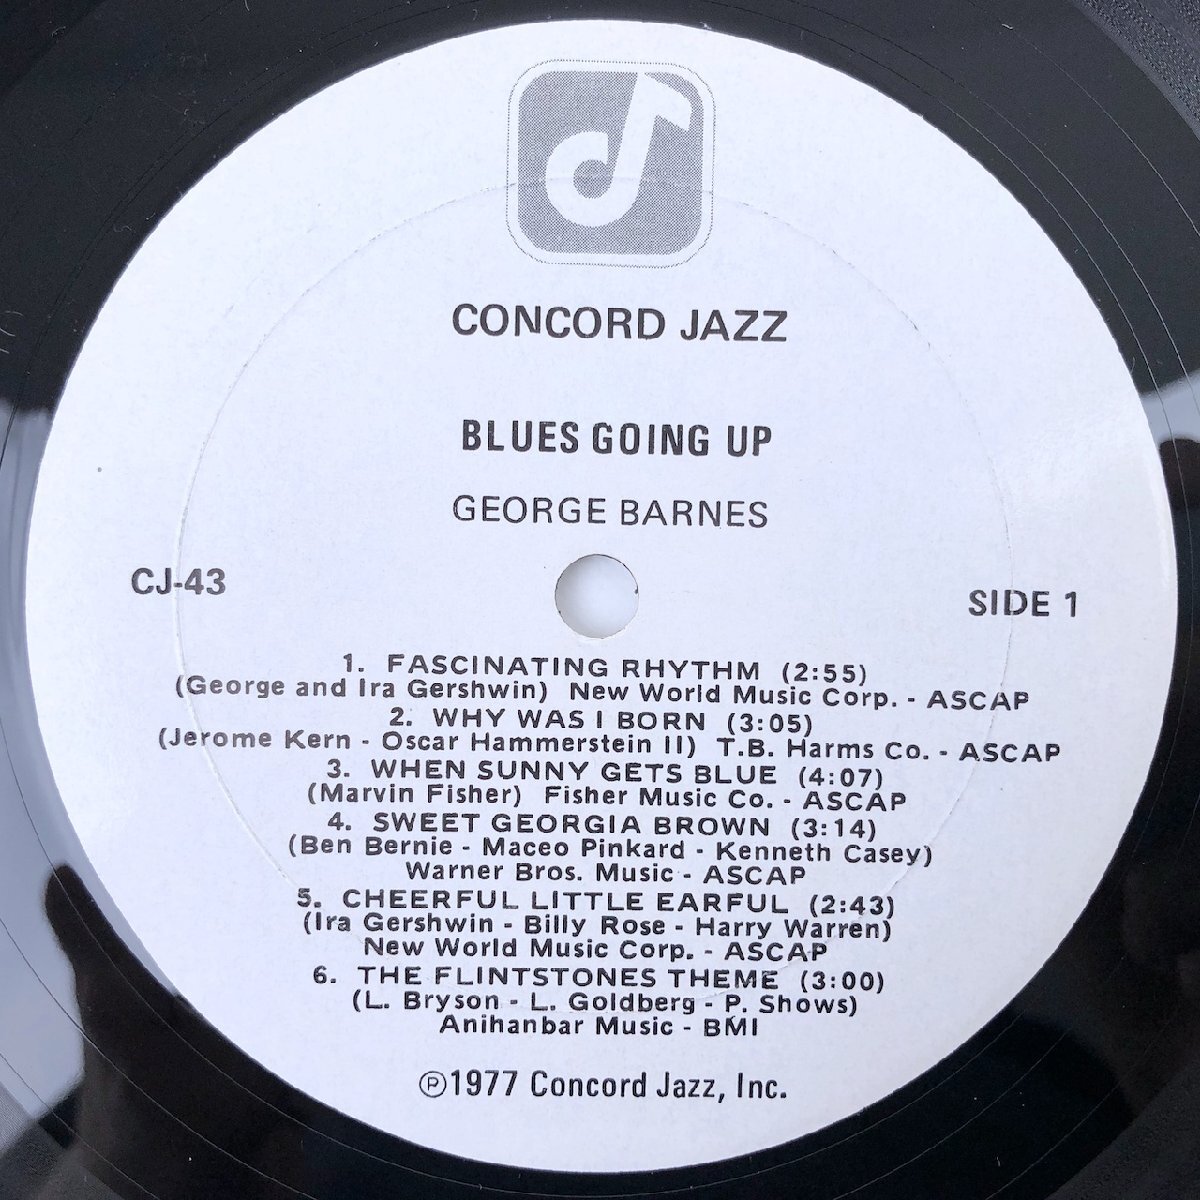 CONCORD JAZZ
BLUES GOING UP
GEORGE BARNES
CJ-43
SIDE 1
1. FASCINATING RHYTHM (2:55)
(George and Ira Gershwin) New World Music Corp. - ASCAP
2. WHY WAS I BORN (3:05)
(Jerome Kern - Oscar Hammerstein II) T.B. Harms Co. - ASCAP
3. WHEN SUNNY GETS BLUE (4:07)
(Marvin Fisher) Fisher Music Co. - ASCAP
4. SWEET GEORGIA BROWN (3:14)
(Ben Bernie - Maceo Pinkard - Kenneth Casey)
Warner Bros. Music - ASCAP
5. CHEERFUL LITTLE EARFUL (2:43)
(Ira Gershwin - Billy Rose - Harry Warren)
New World Music Corp. - ASCAP
6. THE FLINTSTONES THEME (3:00)
(L. Bryson - L. Goldberg - P. Shows)
Anihanbar Music - BMI
℗1977 Concord Jazz, Inc.